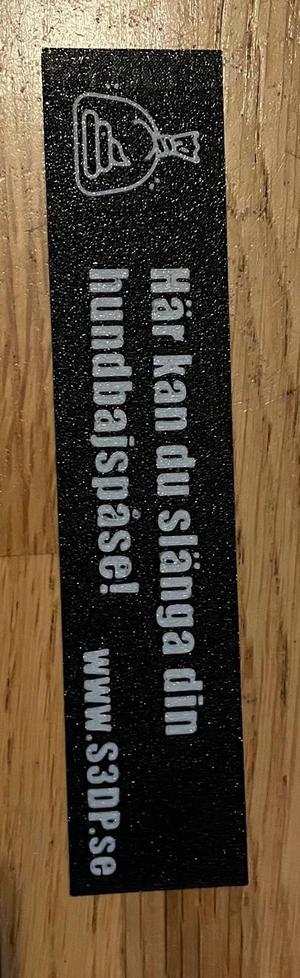 Här kan du slänga din
hundbajspåse!
www.S3DP.se